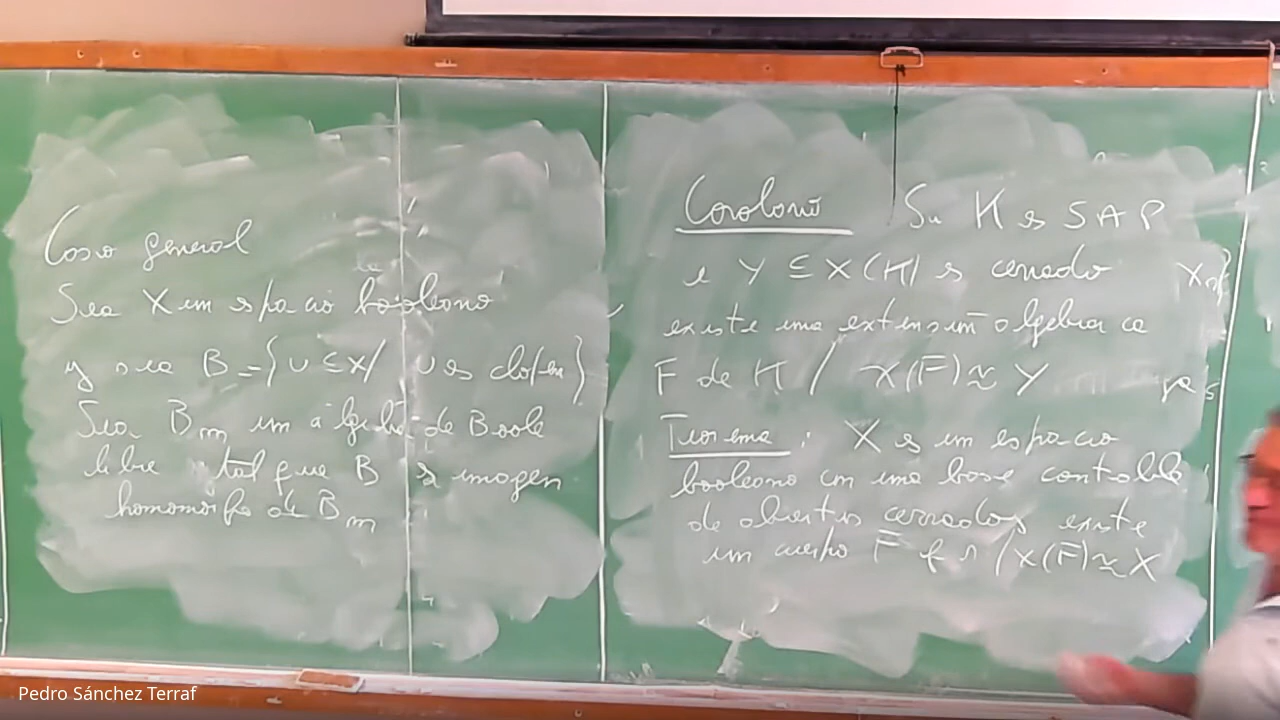 Caso general
Sea X un espacio booleano
y sea B = { U ⊆ X / U es clopen }
Sea B_m un álgebra de Boole
libre tal que B es imagen
homomorfa de B_m
Corolario Si K es SAP
e Y ⊆ X(K) es cerrado
existe una extensión algebraica
F de K / X(F) ≈ Y
Teorema: X es un espacio
booleano con una base contable
de abiertos cerrados existe
un cuerpo F f r / X(F) ≈ X
Pedro Sánchez Terraf